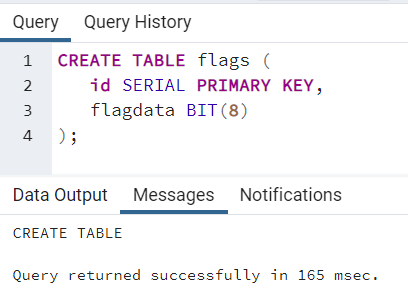 Query Query History
1 CREATE TABLE flags (
2 id SERIAL PRIMARY KEY,
3 flagdata BIT(8)
4 );
Data Output Messages Notifications
CREATE TABLE
Query returned successfully in 165 msec.